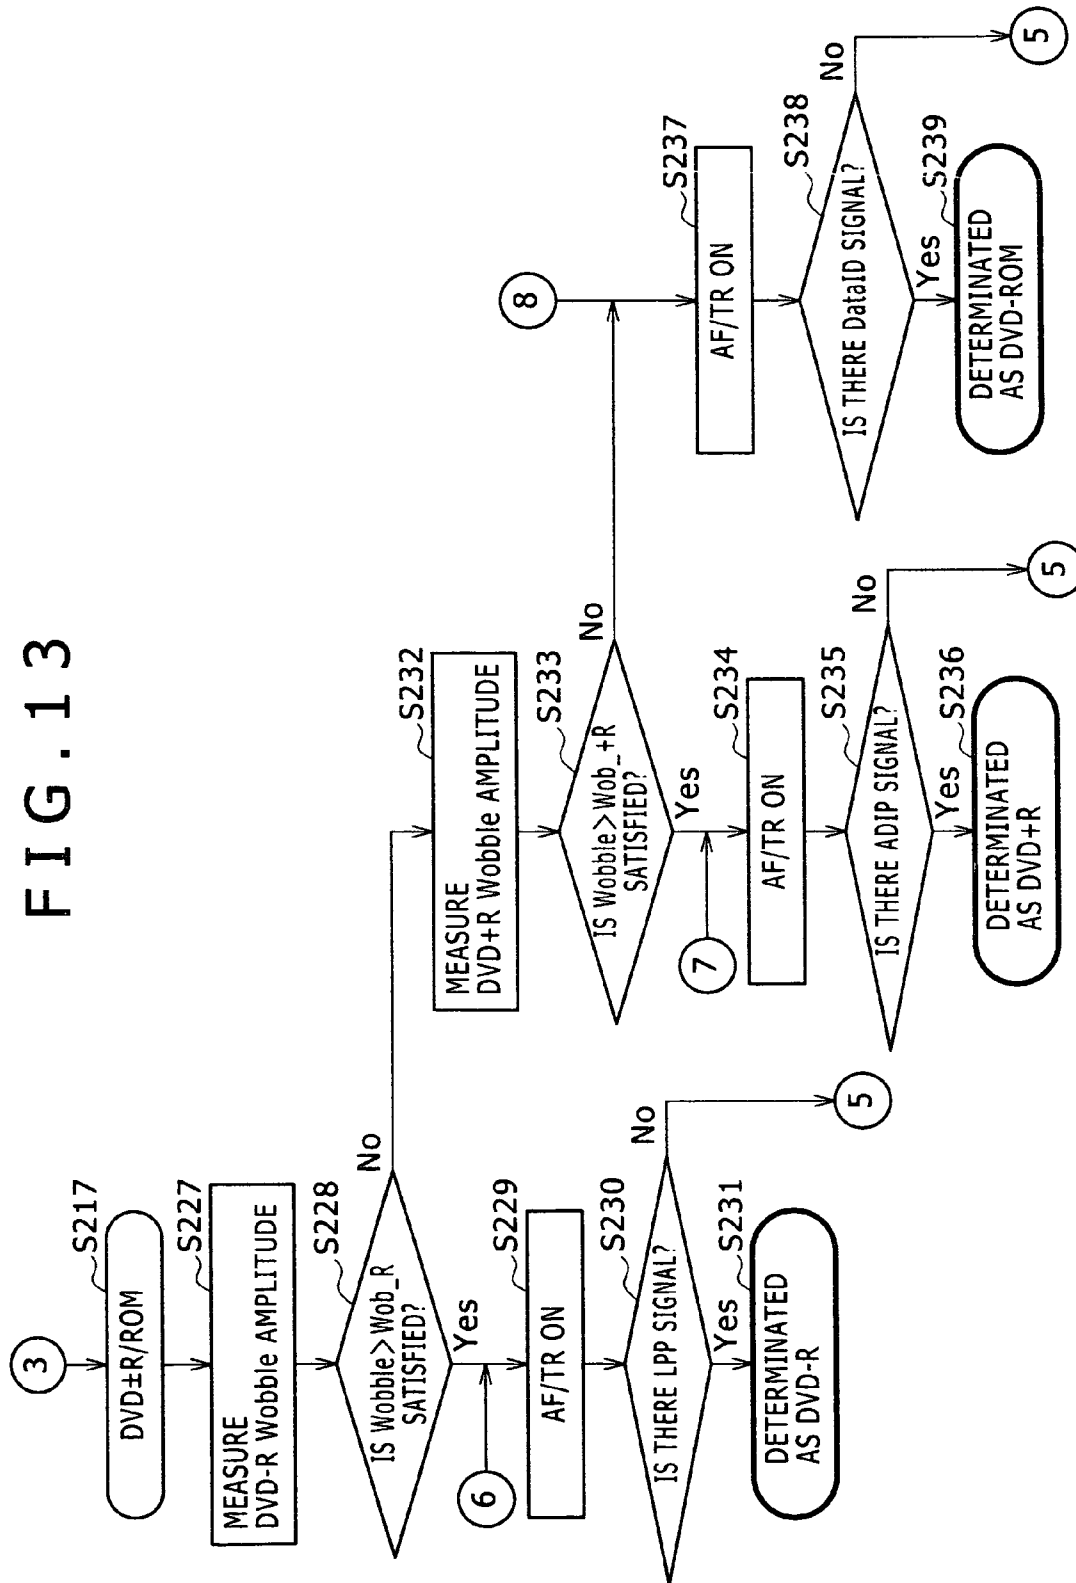 FIG.13
3
S217
DVD±R/ROM
S227
MEASURE
DVD-R Wobble AMPLITUDE
S228
IS Wobble>Wob_R
SATISFIED?
No
Yes
6
S229
AF/TR ON
S230
IS THERE LPP SIGNAL?
No
5
Yes
S231
DETERMINATED
AS DVD-R
S232
MEASURE
DVD+R Wobble AMPLITUDE
S233
IS Wobble>Wob_+R
SATISFIED?
No
Yes
7
S234
AF/TR ON
S235
IS THERE ADIP SIGNAL?
No
5
Yes
S236
DETERMINATED
AS DVD+R
8
S237
AF/TR ON
S238
IS THERE DataID SIGNAL?
No
5
Yes
S239
DETERMINATED
AS DVD-ROM